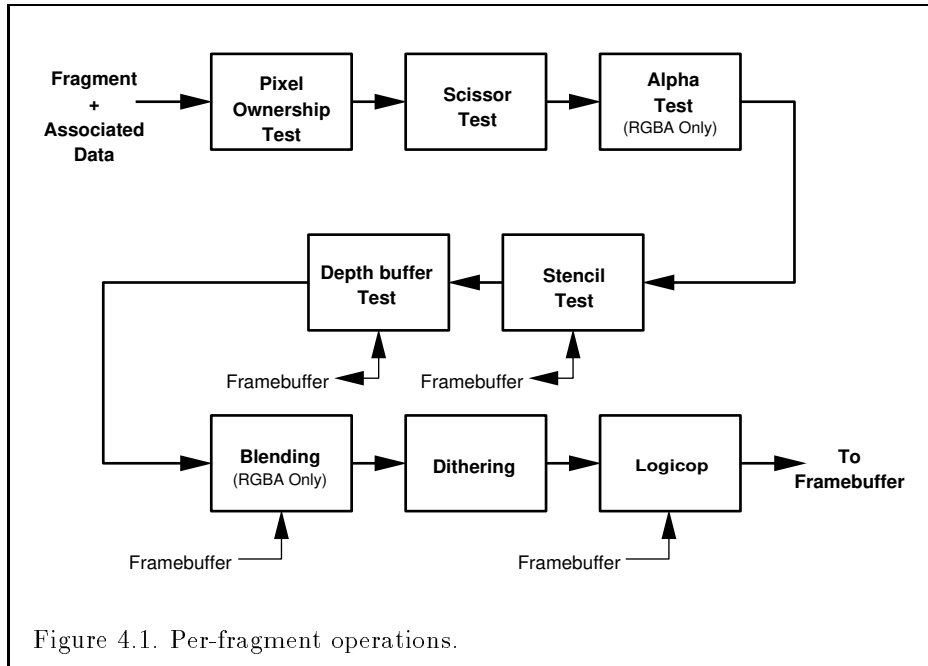 Fragment
+
Associated
Data
Pixel
Ownership
Test
Scissor
Test
Alpha
Test
(RGBA Only)
Depth buffer
Test
Stencil
Test
Framebuffer
Framebuffer
Blending
(RGBA Only)
Dithering
Logicop
To
Framebuffer
Framebuffer
Framebuffer
Figure 4.1. Per-fragment operations.